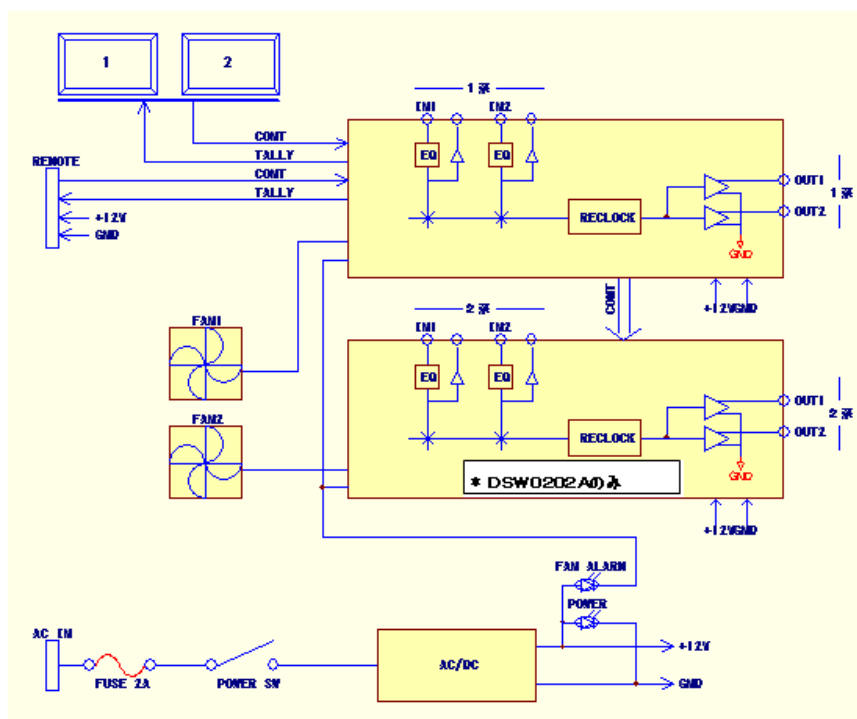 1
2
1 系
IN1
IN2
CONT
TALLY
REMOTE
CONT
TALLY
+12V
GND
EQ
EQ
RECLOCK
OUT1
1 系
OUT2
GND
CONT
+12V
GND
2 系
IN1
IN2
FAN1
EQ
EQ
RECLOCK
OUT1
2 系
OUT2
GND
FAN2
* DSW0202Aのみ
+12V
GND
FAN ALARM
POWER
AC IN
AC/DC
+12V
GND
FUSE 2A
POWER SW